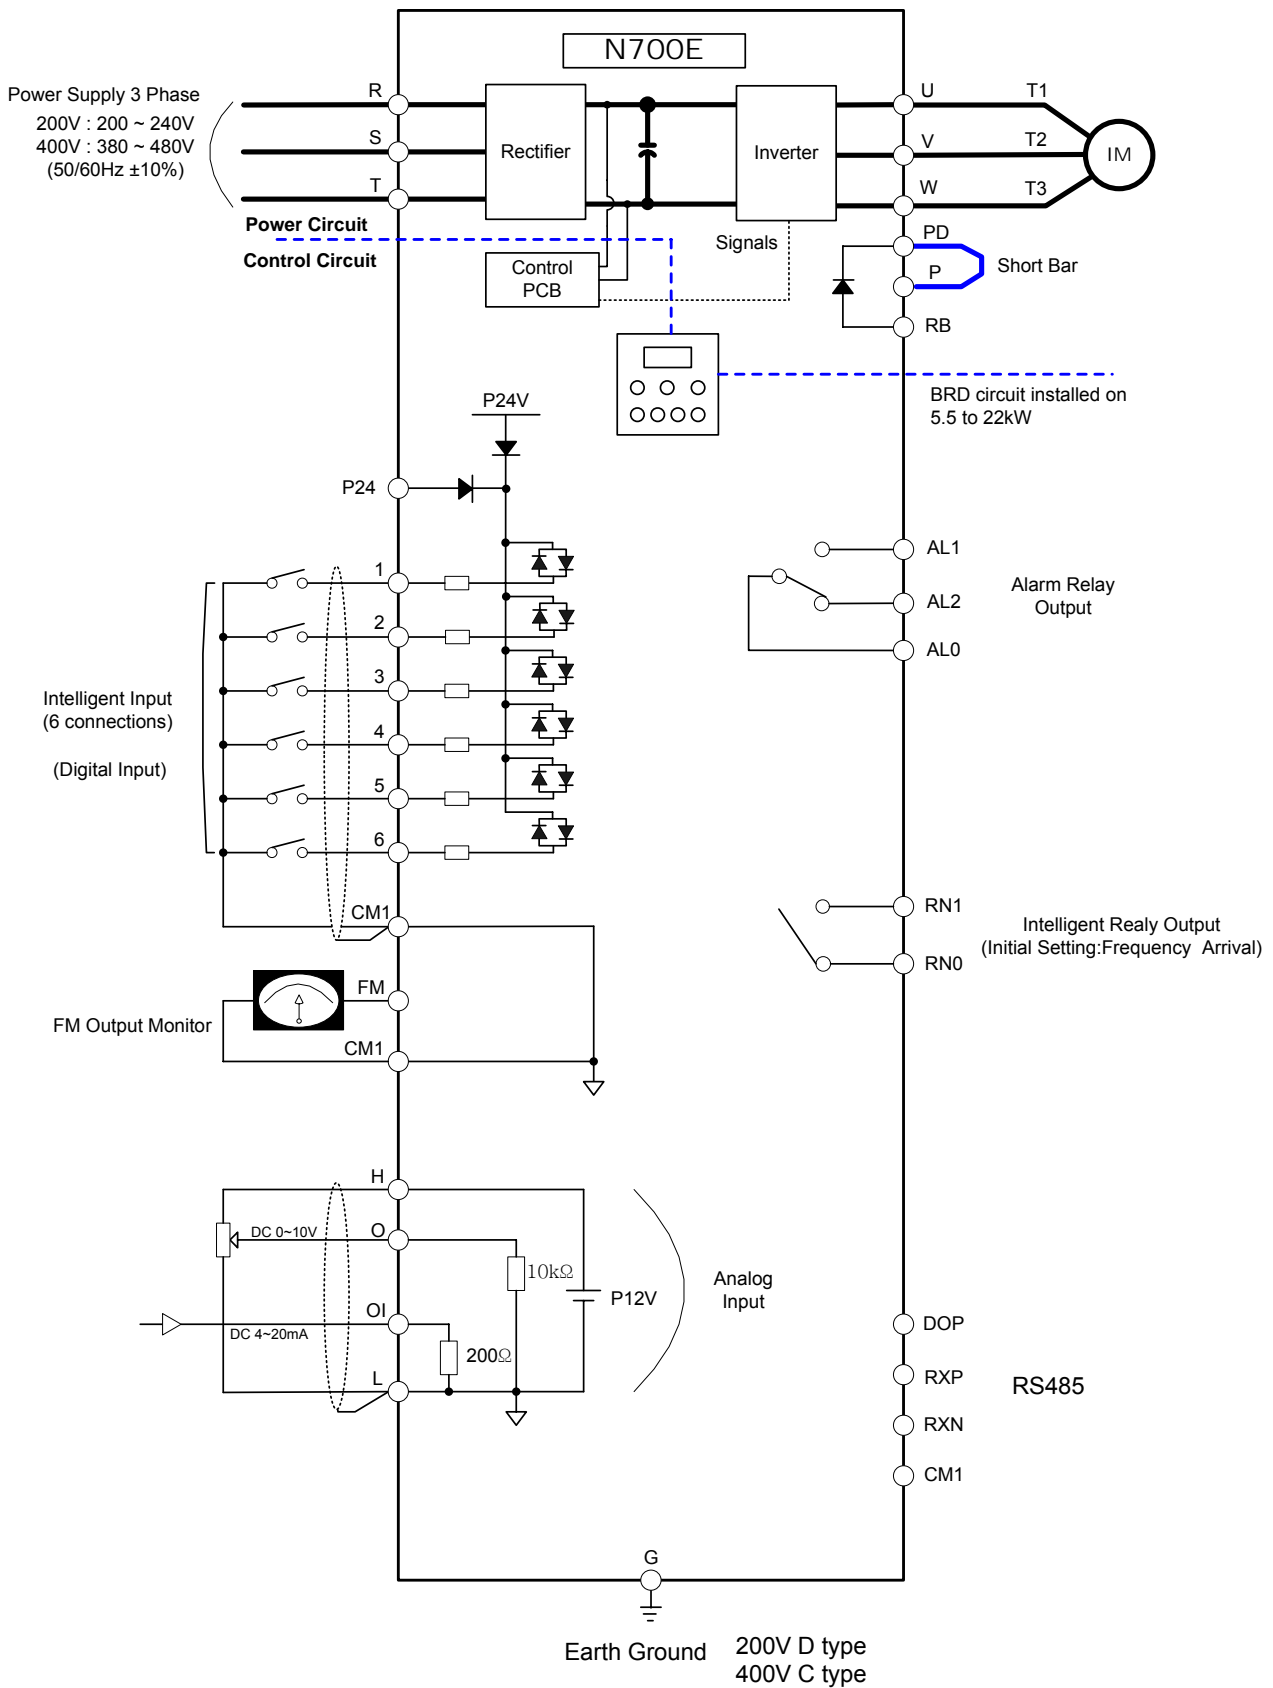 N700E
Power Supply 3 Phase
200V : 200 ~ 240V
400V : 380 ~ 480V
(50/60Hz ±10%)
R
S
T
Rectifier
Inverter
U
V
W
T1
T2
T3
IM
Power Circuit
Control Circuit
Control
PCB
Signals
PD
P
RB
Short Bar
BRD circuit installed on
5.5 to 22kW
P24V
P24
1
2
3
4
5
6
CM1
Intelligent Input
(6 connections)
(Digital Input)
AL1
AL2
AL0
Alarm Relay
Output
RN1
RN0
Intelligent Realy Output
(Initial Setting:Frequency Arrival)
FM
CM1
FM Output Monitor
H
O
OI
L
DC 0~10V
DC 4~20mA
10kΩ
200Ω
P12V
Analog
Input
DOP
RXP
RXN
CM1
RS485
G
Earth Ground
200V D type
400V C type